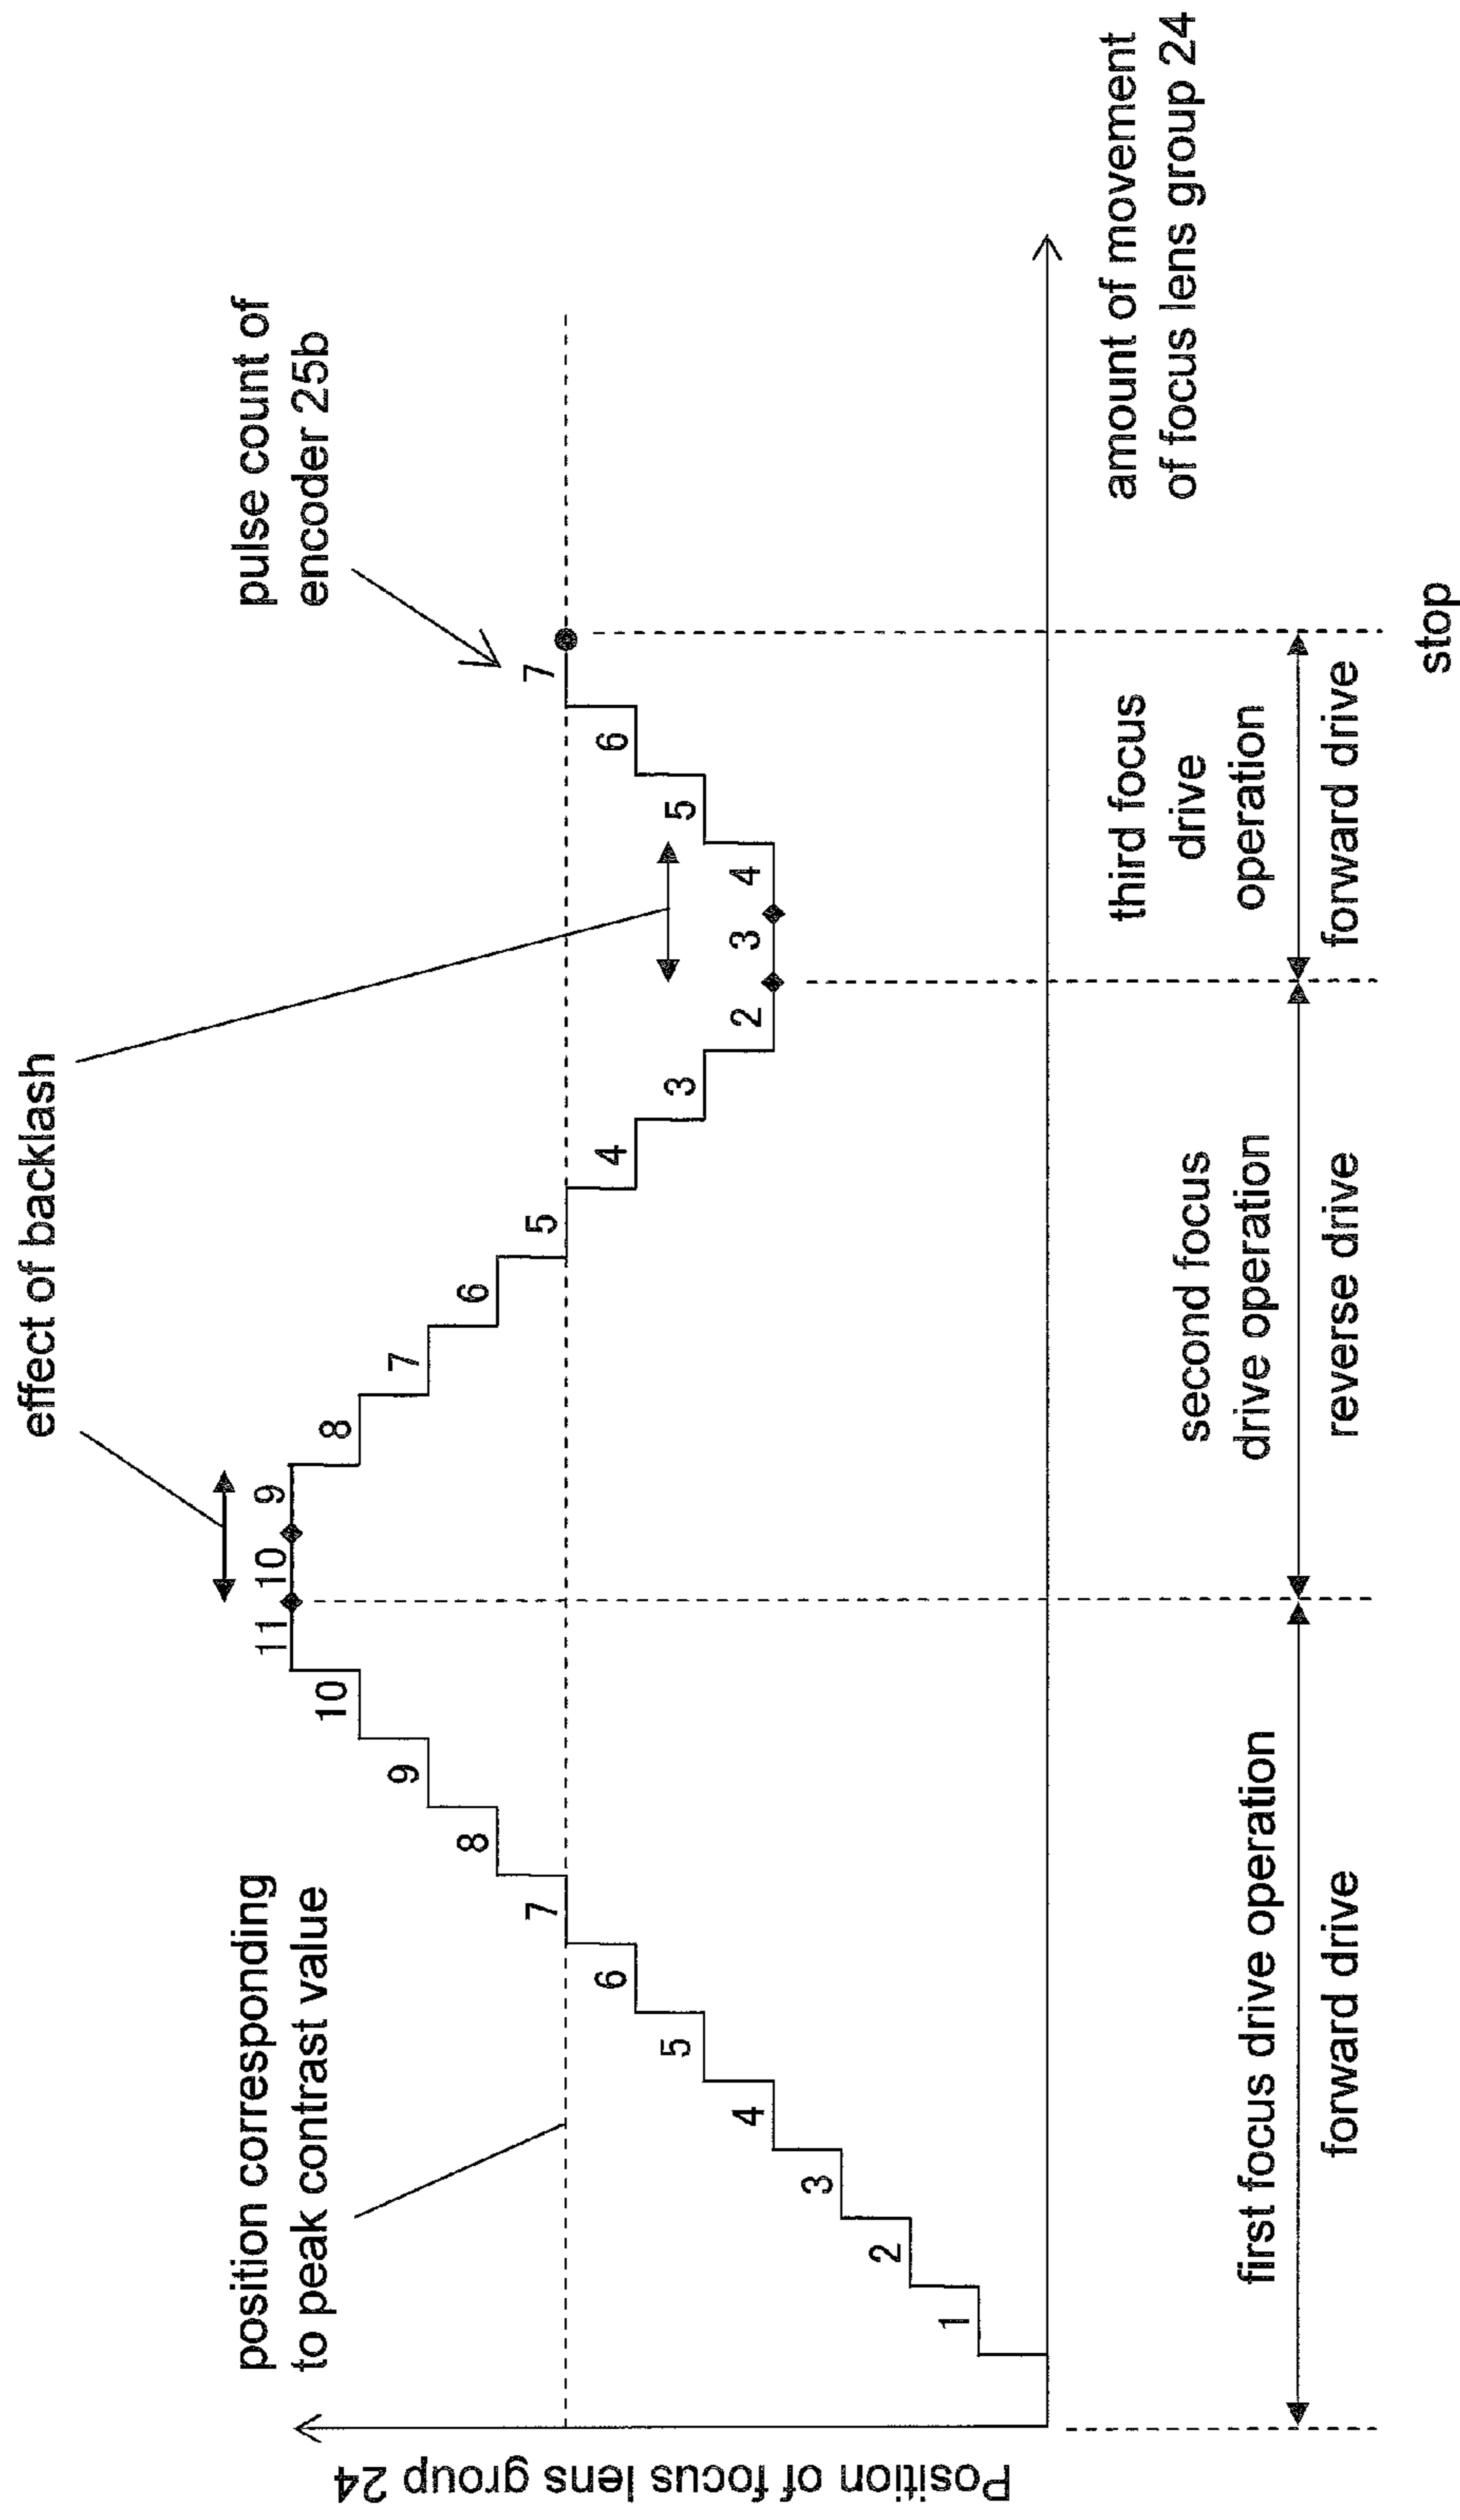 effect of backlash
position corresponding
to peak contrast value
pulse count of
encoder 25b
Position of focus lens group 24
1
2
3
4
5
6
7
8
9
10
11
10
9
8
7
6
5
4
3
2
3
4
5
6
7
amount of movement
of focus lens group 24
first focus drive operation
second focus
drive operation
third focus
drive
operation
forward drive
reverse drive
forward drive
stop